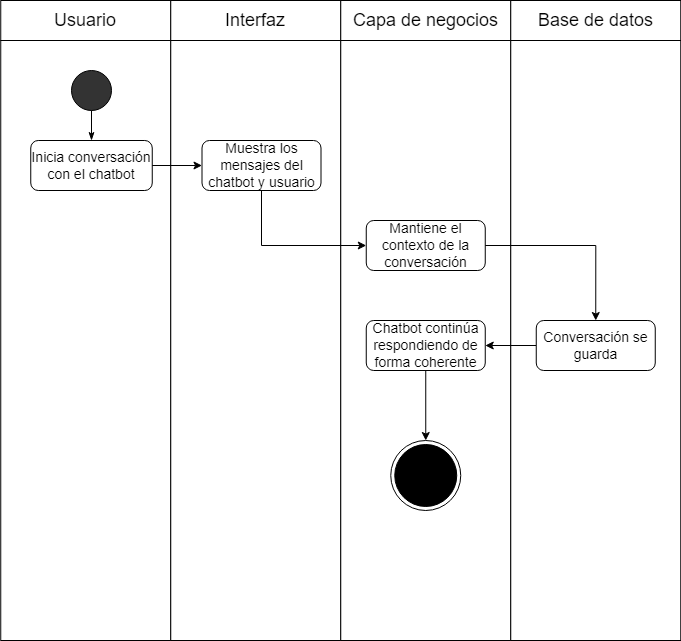 Usuario
Interfaz
Capa de negocios
Base de datos
Inicia conversación
con el chatbot
Muestra los
mensajes del
chatbot y usuario
Mantiene el
contexto de la
conversación
Chatbot continúa
respondiendo de
forma coherente
Conversación se
guarda